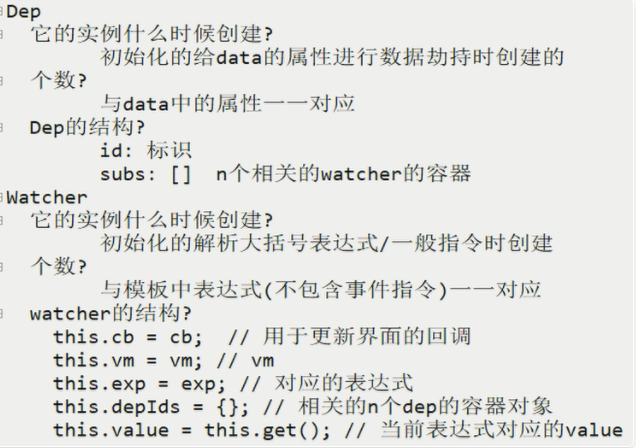 Dep
它的实例什么时候创建?
初始化的给data的属性进行数据劫持时创建的
个数?
与data中的属性一一对应
Dep的结构?
id: 标识
subs: [] n个相关的watcher的容器
Watcher
它的实例什么时候创建?
初始化的解析大括号表达式/一般指令时创建
个数?
与模板中表达式(不包含事件指令)一一对应
watcher的结构?
this.cb = cb; // 用于更新界面的回调
this.vm = vm; // vm
this.exp = exp; // 对应的表达式
this.depIds = {}; // 相关的n个dep的容器对象
this.value = this.get(); // 当前表达式对应的value